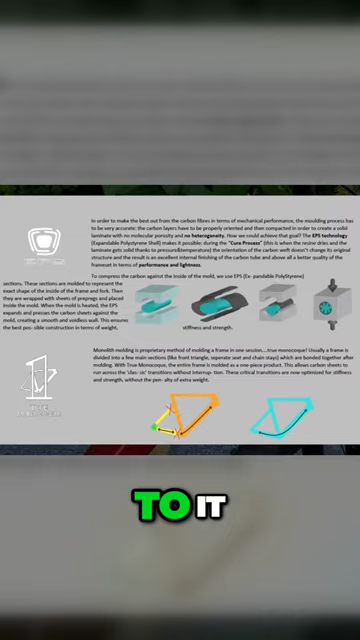 In order to make the best out from the carbon fibres in terms of mechanical performance, the moulding process has
to be very accurate: the carbon layers have to be properly oriented and then compacted in order to create a solid
laminate with no molecular porosity and no heterogeneity. How we could achieve that goal? The EPS technology
(Expandable Polystyrene Shell) makes it possible: during the "Cure Process" (this is when the resine dries and the
laminate gets solid thanks to pressure&temperature) the orientation of the carbon weft doesn't change its original
structure and the result is an excellent internal finishing of the carbon tube and above all a better quality of the
frameset in terms of performance and lightness.
To compress the carbon against the inside of the mold, we use EPS (Ex- pandable PolyStyrene)
sections. These sections are molded to represent the
exact shape of the inside of the frame and fork. Then
they are wrapped with sheets of prepregs and placed
inside the mold. When the mold is heated, the EPS
expands and presses the carbon sheets against the
mold, creating a smooth and voidless wall. This ensures
the best pos- sible construction in terms of weight,
stiffness and strength.
Monolith molding is proprietary method of molding a frame in one session....true monocoque! Usually a frame is
divided into a few main sections (like front triangle, seperate seat and chain stays) which are bonded together after
molding. With True Monocoque, the entire frame is molded as a one-piece product. This allows carbon sheets to
run across the 'clas- sic' transitions without interrup- tion. These critical transitions are now optimized for stiffness
and strength, without the pen- alty of extra weight.
TRUE
MONOCOQUE
TO IT